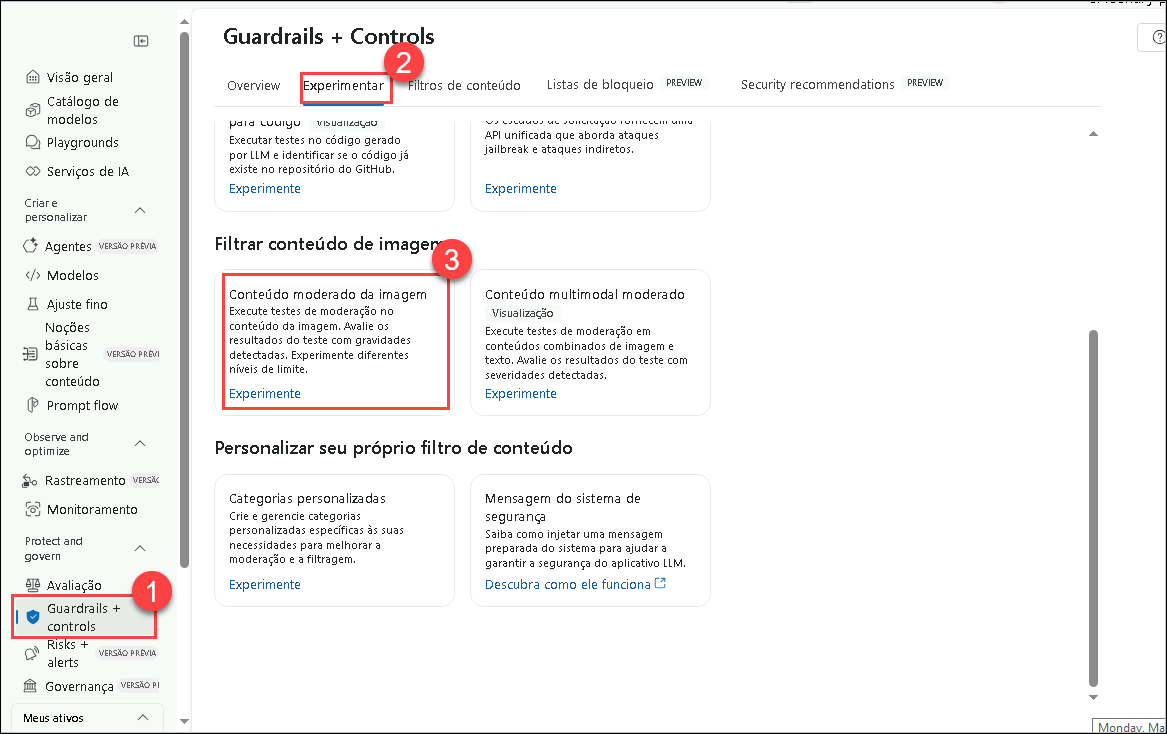 Guardrails + Controls
2
Overview
Experimentar
Filtros de conteúdo
Listas de bloqueio PREVIEW
Security recommendations PREVIEW
Visão geral
Catálogo de
modelos
Playgrounds
Serviços de IA
Criar e
personalizar
Agentes VERSÃO PRÉVIA
Modelos
Ajuste fino
Noções
básicas
sobre
conteúdo
VERSÃO PRÉVI
Prompt flow
Observe and
optimize
Rastreamento VERSÃ
Monitoramento
Protect and
govern
Avaliação
1
Guardrails +
controls
Risks +
alerts
VERSÃO PRÉVIA
Governança VERSÃO PI
Meus ativos
para código Visualização
Executar testes no código gerado
por LLM e identificar se o código já
existe no repositório do GitHub.
Experimente
Os escudos de solicitação fornecem uma
API unificada que aborda ataques
jailbreak e ataques indiretos.
Experimente
Filtrar conteúdo de imagem
3
Conteúdo moderado da imagem
Execute testes de moderação no
conteúdo da imagem. Avalie os
resultados do teste com gravidades
detectadas. Experimente diferentes
níveis de limite.
Experimente
Conteúdo multimodal moderado
Visualização
Execute testes de moderação em
conteúdos combinados de imagem e
texto. Avalie os resultados do teste com
severidades detectadas.
Experimente
Personalizar seu próprio filtro de conteúdo
Categorias personalizadas
Crie e gerencie categorias
personalizadas específicas às suas
necessidades para melhorar a
moderação e a filtragem.
Experimente
Mensagem do sistema de
segurança
Saiba como injetar uma mensagem
preparada do sistema para ajudar a
garantir a segurança do aplicativo LLM.
Descubra como ele funciona
Monday, Ma